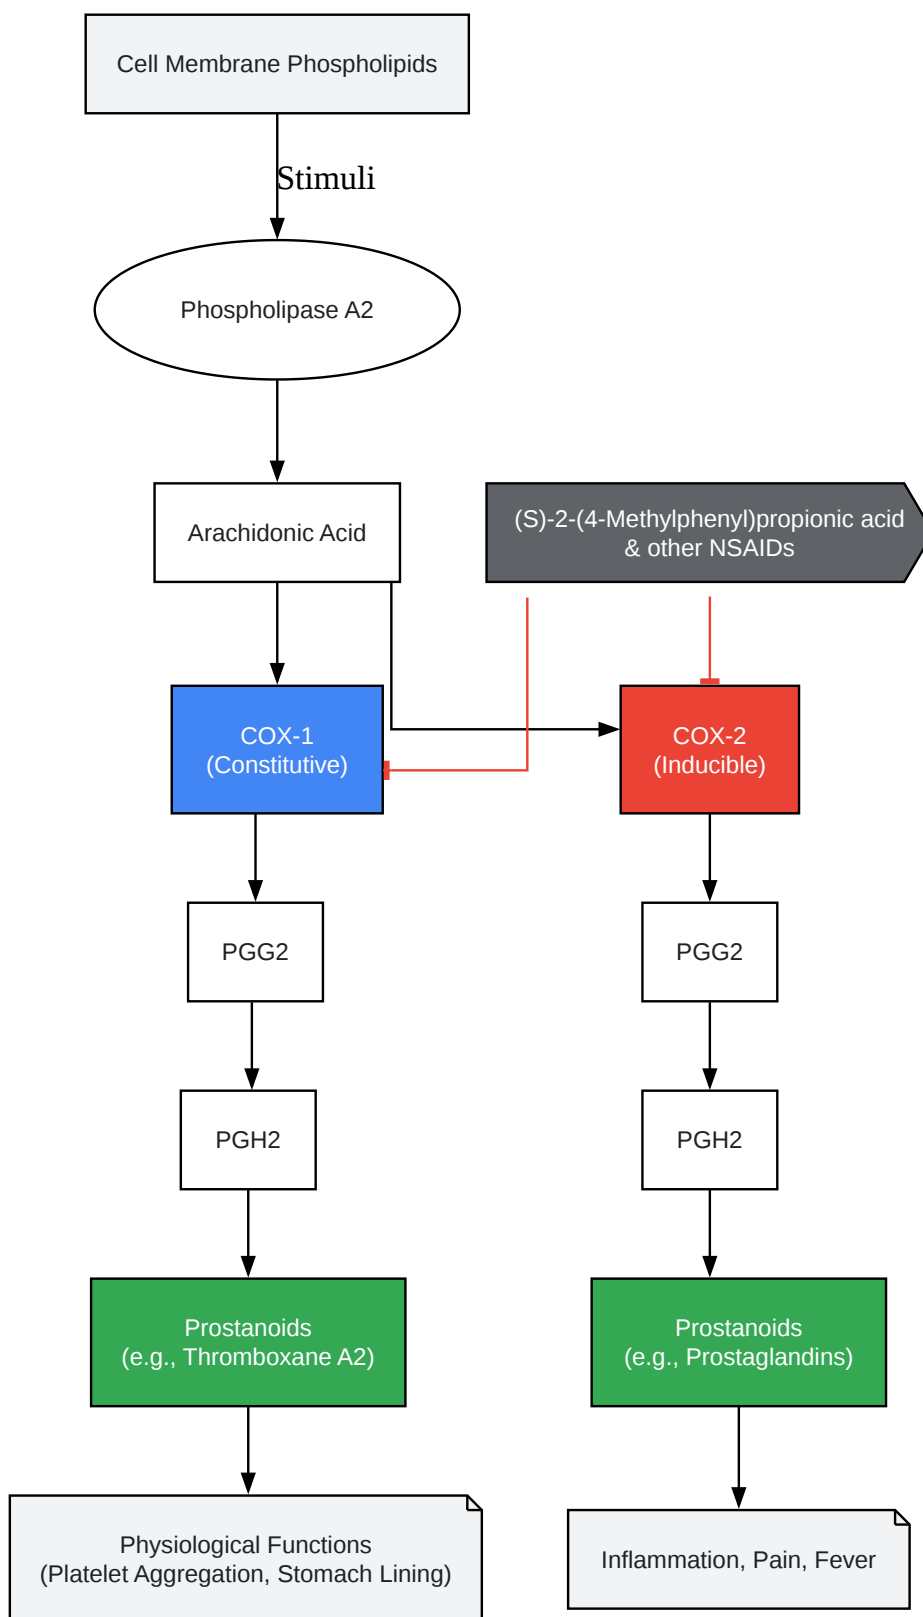 Cell Membrane Phospholipids
Stimuli
Phospholipase A2
Arachidonic Acid
(S)-2-(4-Methylphenyl)propionic acid
& other NSAIDs
COX-1
(Constitutive)
COX-2
(Inducible)
PGG2
PGG2
PGH2
PGH2
Prostanoids
(e.g., Thromboxane A2)
Prostanoids
(e.g., Prostaglandins)
Physiological Functions
(Platelet Aggregation, Stomach Lining)
Inflammation, Pain, Fever